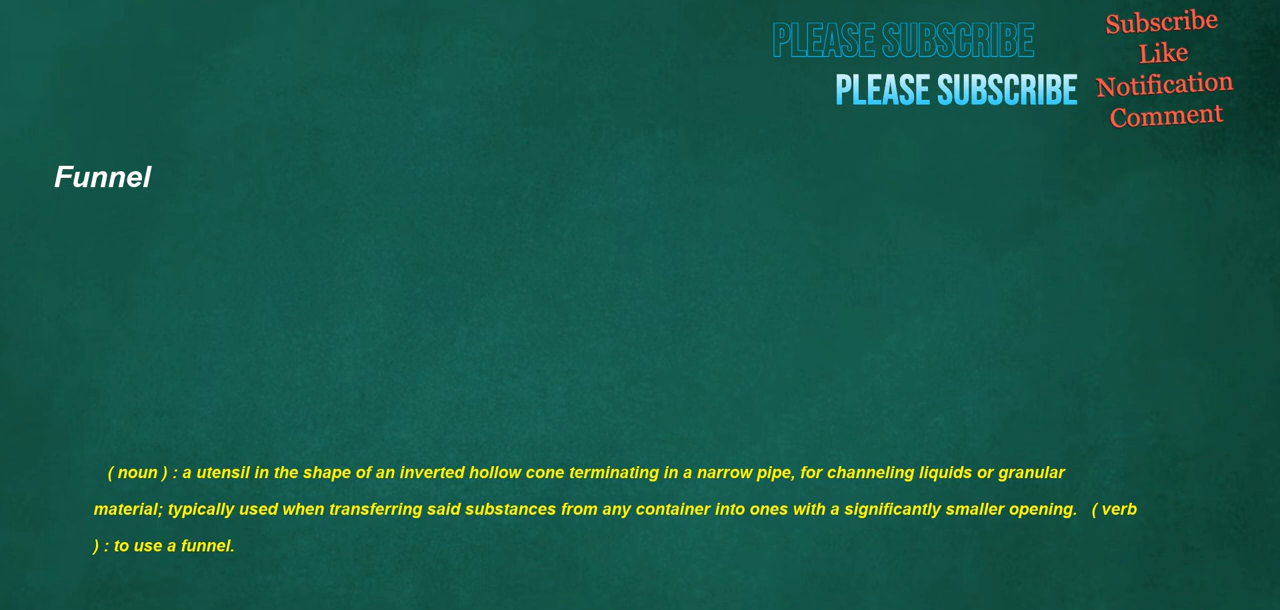 PLEASE SUBSCRIBE
PLEASE SUBSCRIBE
Subscribe
Like
Notification
Comment
Funnel
( noun ) : a utensil in the shape of an inverted hollow cone terminating in a narrow pipe, for channeling liquids or granular
material; typically used when transferring said substances from any container into ones with a significantly smaller opening. ( verb
) : to use a funnel.